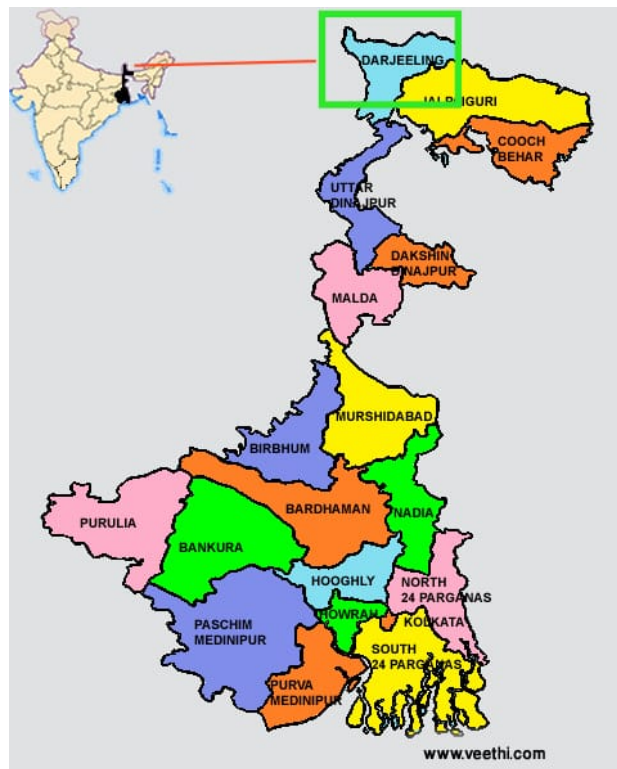 DARJEELING
JALPAIGURI
COOCH
BEHAR
UTTAR
DINAJPUR
DAKSHIN
DINAJPUR
MALDA
MURSHIDABAD
BIRBHUM
BARDHAMAN
NADIA
PURULIA
BANKURA
HOOGHLY
NORTH
24 PARGANAS
HOWRAH
KOLKATA
PASCHIM
MEDINIPUR
SOUTH
24 PARGANAS
PURVA
MEDINIPUR
www.veethi.com